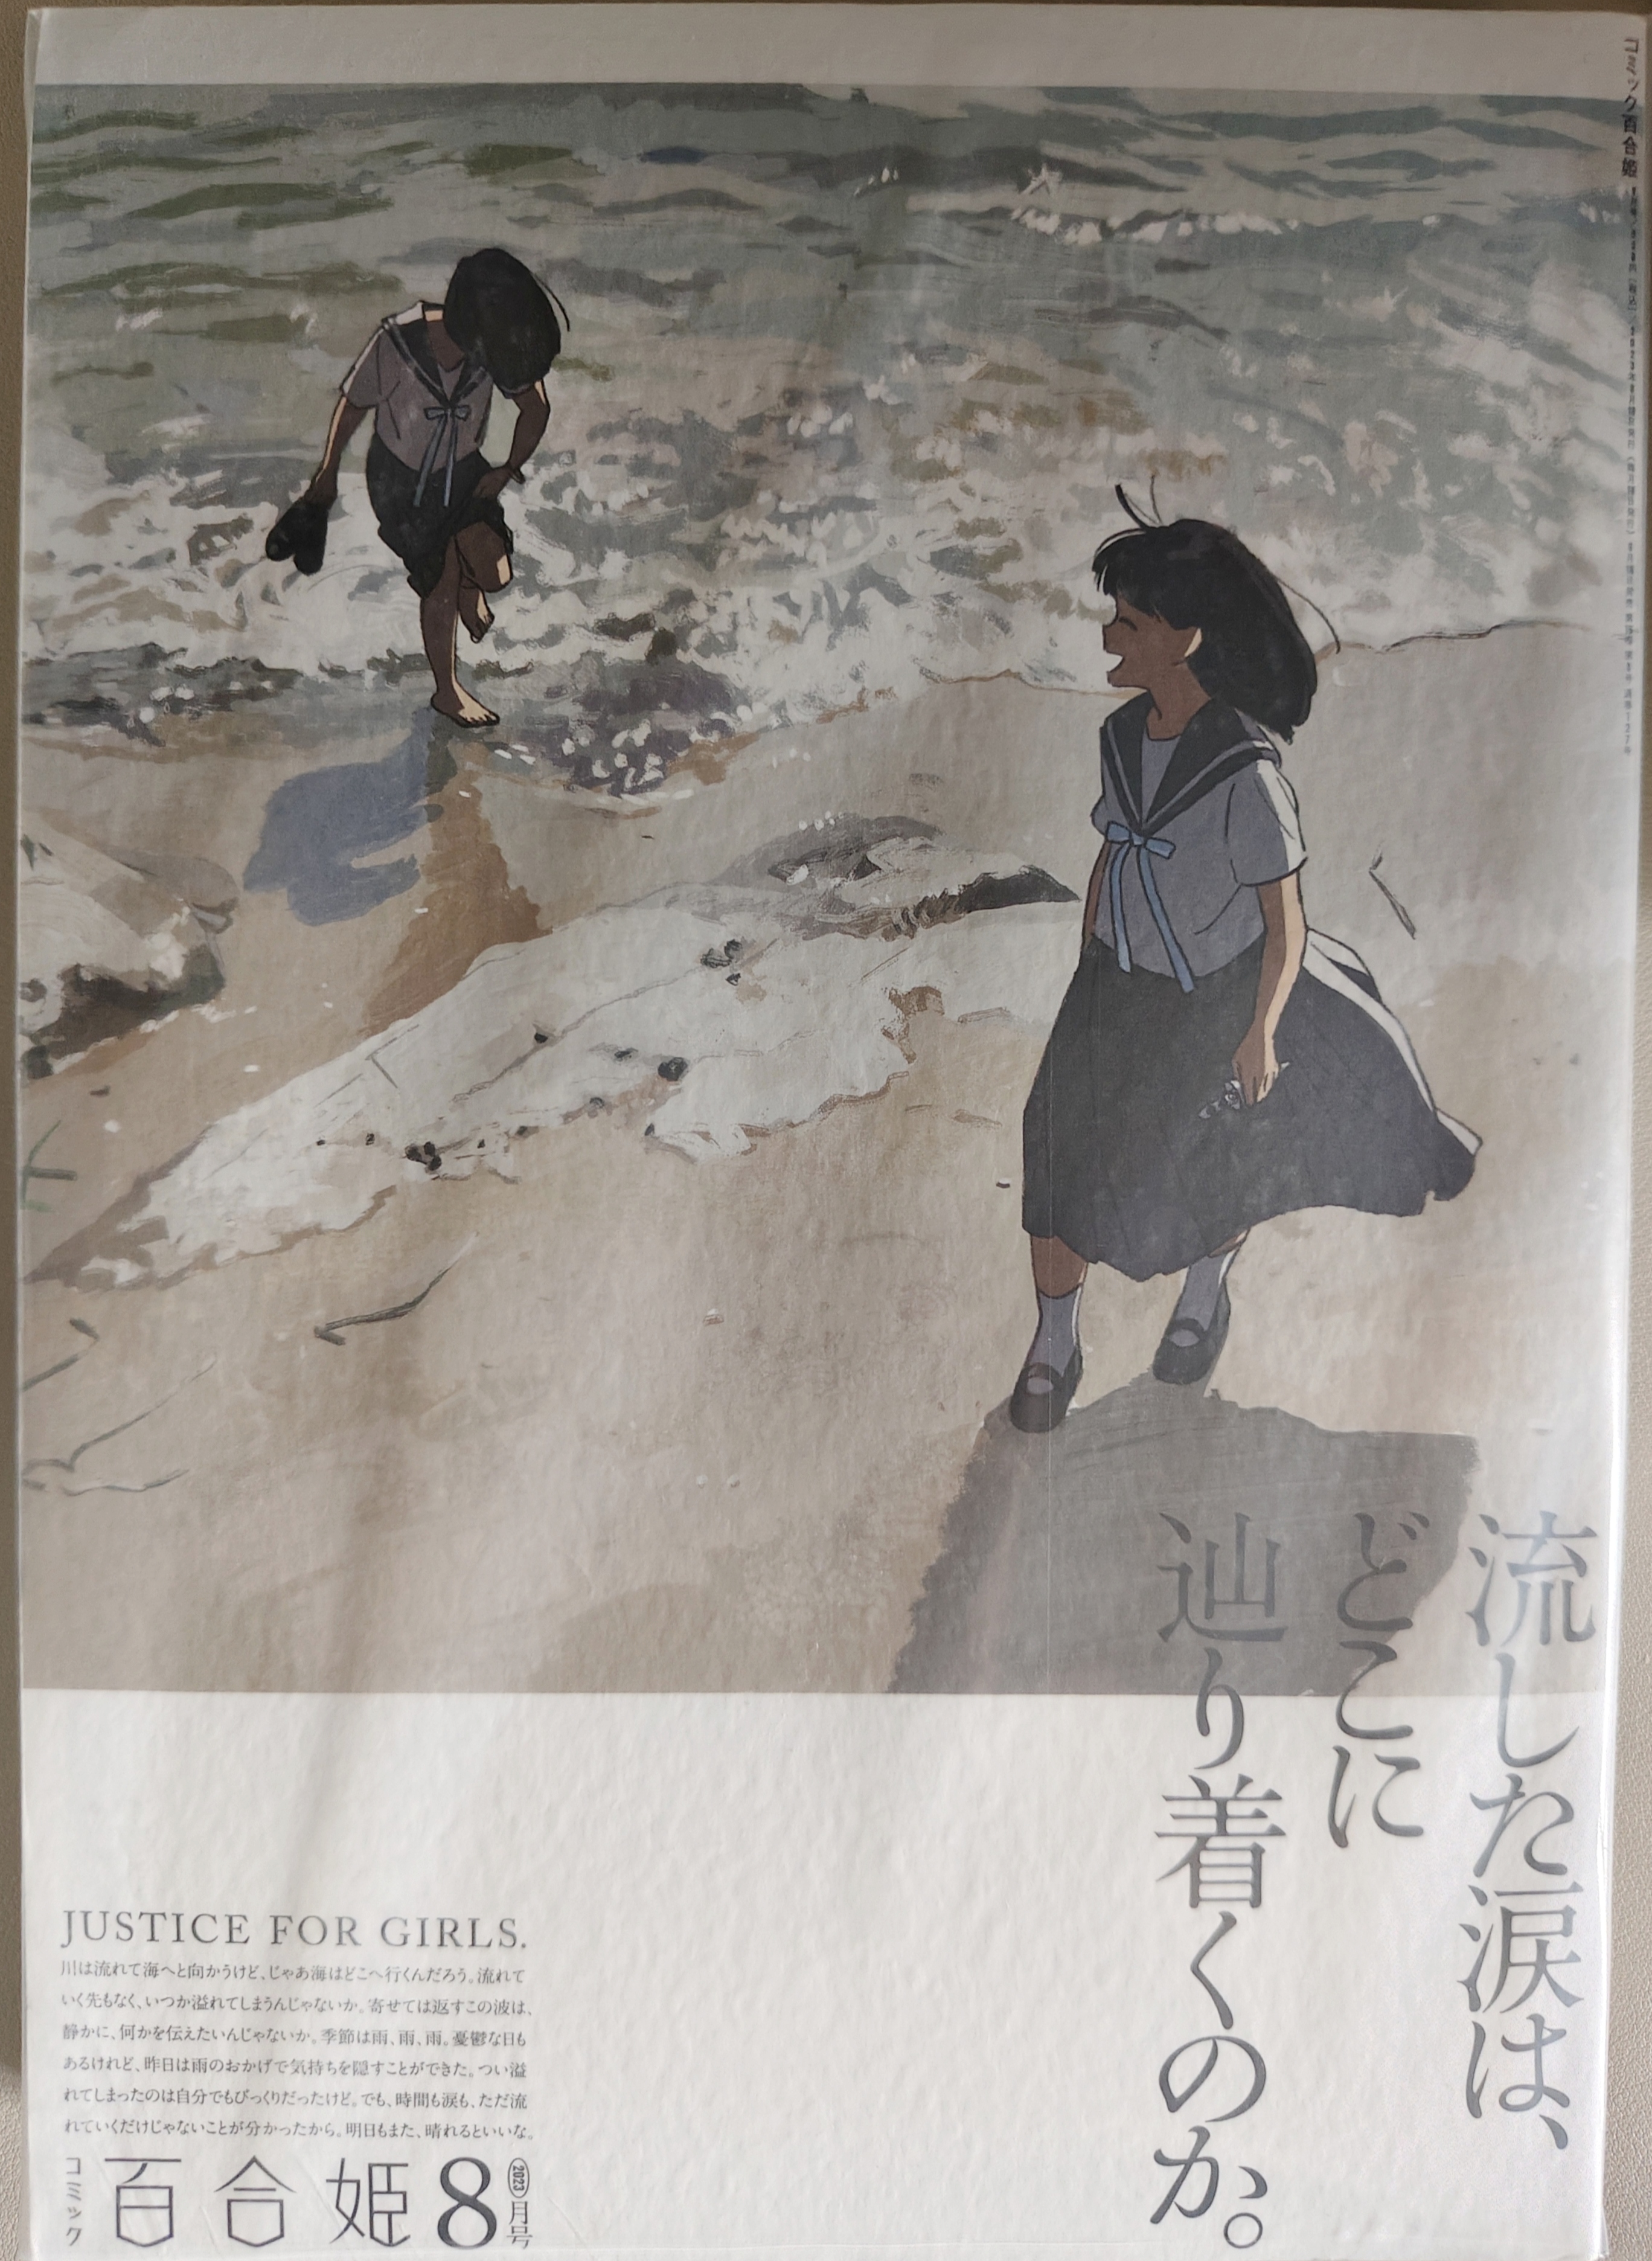 コミック百合姫
流した涙は、
どこに
辿り着くのか。
JUSTICE FOR GIRLS.
川は流れて海へと向かうけど、じゃあ海はどこへ行くんだろう。流れて
いく先もなく、いつか溢れてしまうんじゃないか。寄せては返すこの波は、
静かに、何かを伝えたいんじゃないか。季節は雨、雨、雨。憂鬱な日も
あるけれど、昨日は雨のおかげで気持ちを隠すことができた。つい溢
れてしまったのは自分でもびっくりだったけど。でも、時間も涙も、ただ流
れていくだけじゃないことが分かったから。明日もまた、晴れるといいな。
コミック 百合姫 8 2023 月号